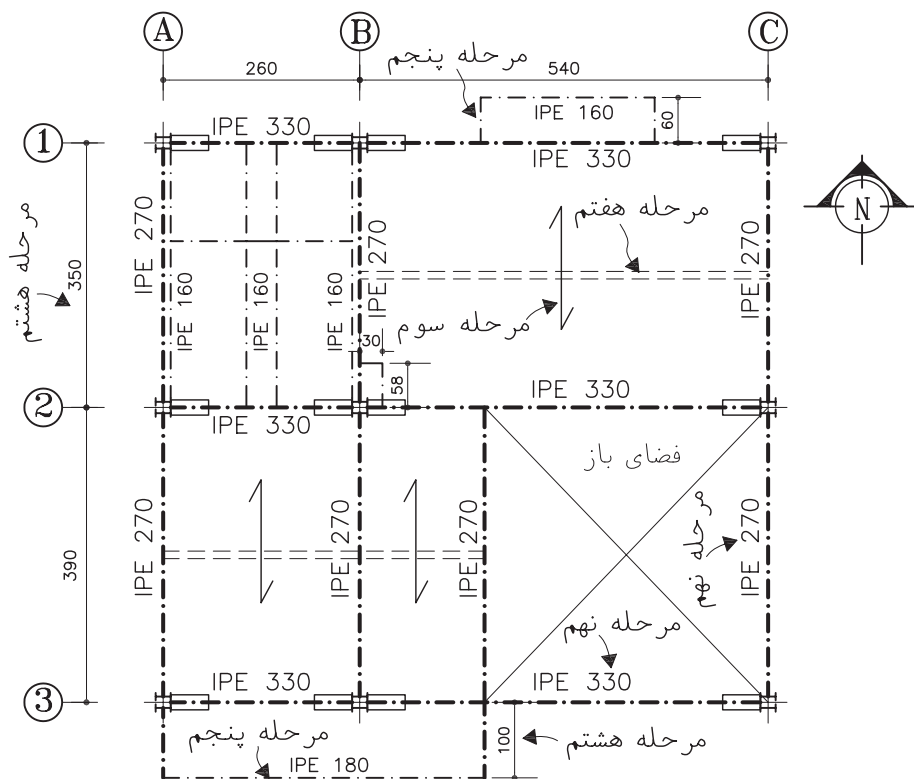 A B C
260 540
مرحله پنجم
IPE 160
60
1
IPE 330
IPE 330
N
مرحله هشتم
350
IPE 270
IPE 270
IPE 270
مرحله هفتم
مرحله سوم
IPE 160
IPE 160
IPE 160
30
58
2
IPE 330
IPE 330
فضای باز
390
IPE 270
IPE 270
IPE 270
IPE 270
مرحله نهم
مرحله نهم
3
IPE 330
IPE 330
مرحله پنجم
IPE 180
100
مرحله هشتم